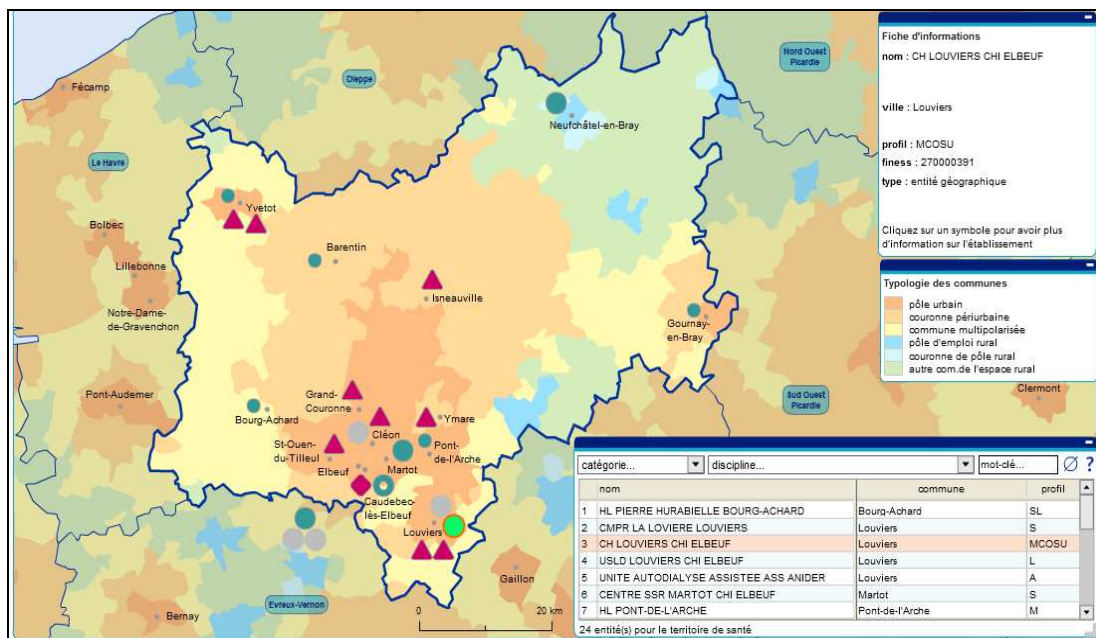 Fécamp
Dieppe
Nord Ouest
Picardie
Neufchâtel-en-Bray
Le Havre
Yvetot
Bolbec
Barentin
Lillebonne
Isneauville
Notre-Dame-
de-Gravenchon
Gournay-
en-Bray
Pont-Audemer
Grand-
Couronne
Bourg-Achard
Ymare
Cléon
St-Ouen-
du-Tilleul
Pont-
de-l'Arche
Elbeuf
Martot
Caudebec-
lès-Elbeuf
Louviers
Gaillon
Evreux-Vernon
Bernay
0 20 km
Sud Ouest
Picardie
Clermont
Fiche d'informations
nom : CH LOUVIERS CHI ELBEUF
ville : Louviers
profil : MCOSU
finess : 270000391
type : entité géographique
Cliquez sur un symbole pour avoir plus
d'information sur l'établissement
Typologie des communes
pôle urbain
couronne périurbaine
commune multipolarisée
pôle d'emploi rural
couronne de pôle rural
autre com.de l'espace rural
catégorie... discipline... mot-clé... ?
nom commune profil
1 HL PIERRE HURABIELLE BOURG-ACHARD Bourg-Achard SL
2 CMPR LA LOVIERE LOUVIERS Louviers S
3 CH LOUVIERS CHI ELBEUF Louviers MCOSU
4 USLD LOUVIERS CHI ELBEUF Louviers L
5 UNITE AUTODIALYSE ASSISTEE ASS ANIDER Louviers A
6 CENTRE SSR MARTOT CHI ELBEUF Martot S
7 HL PONT-DE-L'ARCHE Pont-de-l'Arche M
24 entité(s) pour le territoire de santé